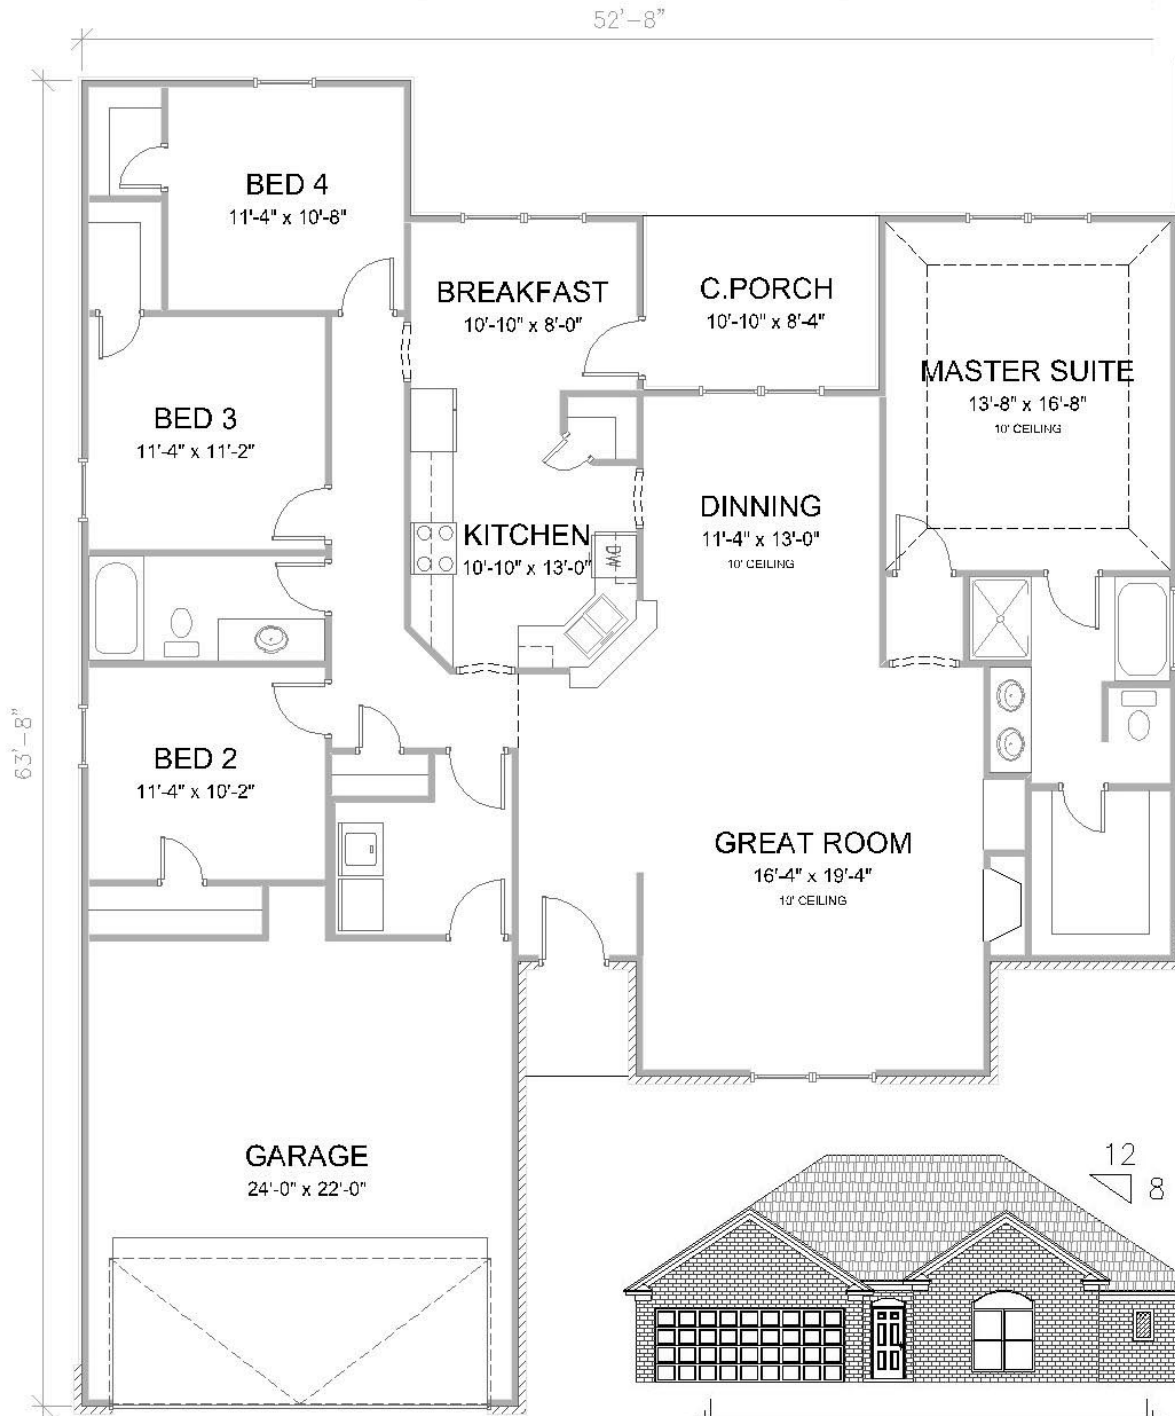 52'-8"
63'-8"
BED 4
11'-4" x 10'-8"
BREAKFAST
10'-10" x 8'-0"
C.PORCH
10'-10" x 8'-4"
MASTER SUITE
13'-8" x 16'-8"
10' CEILING
BED 3
11'-4" x 11'-2"
KITCHEN
10'-10" x 13'-0"
DW
DINNING
11'-4" x 13'-0"
10' CEILING
BED 2
11'-4" x 10'-2"
GREAT ROOM
16'-4" x 19'-4"
10' CEILING
GARAGE
24'-0" x 22'-0"
12
8